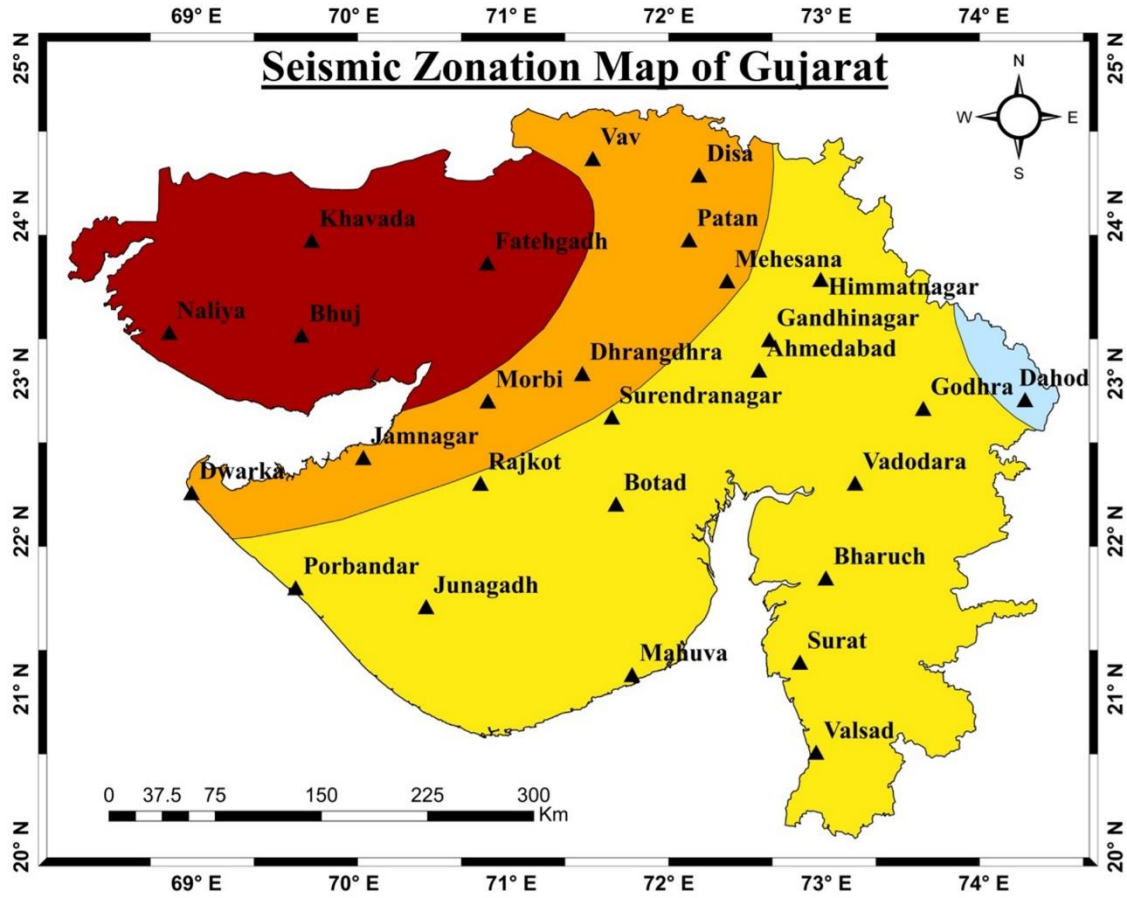 69° E 70° E 71° E 72° E 73° E 74° E
Seismic Zonation Map of Gujarat
N
W E
S
25° N 25° N
24° N 24° N
23° N 23° N
22° N 22° N
21° N 21° N
20° N 20° N
Vav
Disa
Khavada
Patan
Fatehgadh
Mehesana
Himmatnagar
Naliya
Bhuj
Gandhinagar
Ahmedabad
Dhrangdhra
Morbi
Surendranagar
Godhra
Dahod
Jamnagar
Dwarka
Rajkot
Vadodara
Botad
Porbandar
Junagadh
Bharuch
Mahuva
Surat
Valsad
0 37.5 75 150 225 300
Km
69° E 70° E 71° E 72° E 73° E 74° E